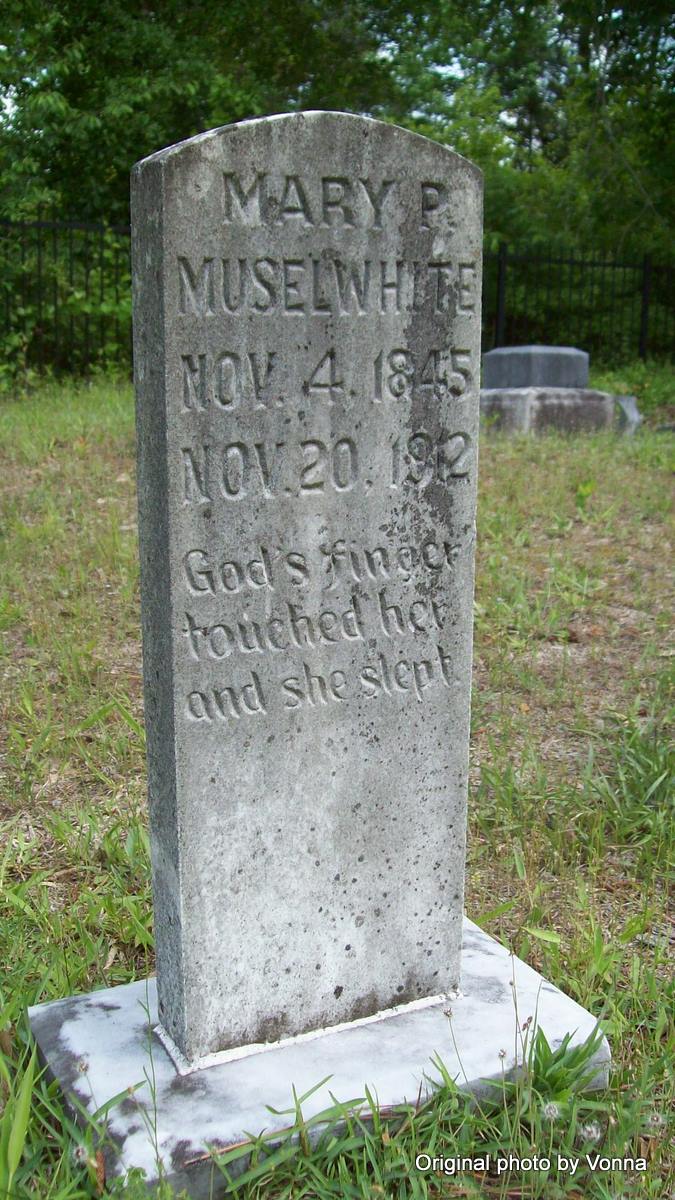 MARY P.
MUSELWHITE
NOV. 4. 1845
NOV. 20, 1912
God's finger
touched her
and she slept.
Original photo by Vonna